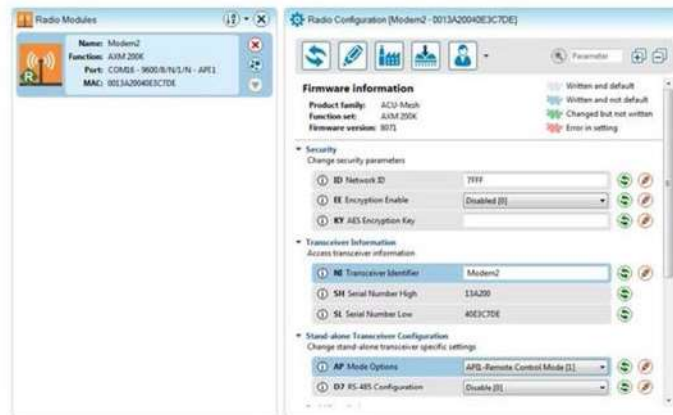 Radio Modules
Name: Modem2
Function: AXM 200K
Port: COM16 - 9600/8/N/1/N - API 1
MAC: 0013A20040E3C7DE
R
Radio Configuration [Modem2 - 0013A20040E3C7DE]
Parameter
Firmware information
Product family: ACU-Mesh
Function set: AXM 200K
Firmware version: 8071
Written and default
Written and not default
Changed but not written
Error in setting
Security
Change security parameters
ID Network ID 7FFF
EE Encryption Enable Disabled [0]
KY AES Encryption Key
Transceiver Information
Access transceiver information
NI Transceiver Identifier Modem2
SH Serial Number High 13A200
SL Serial Number Low 40E3C7DE
Stand-alone Transceiver Configuration
Change stand-alone transceiver specific settings
AP Mode Options API1-Remote Control Mode [1]
D7 RS-485 Configuration Disable [0]